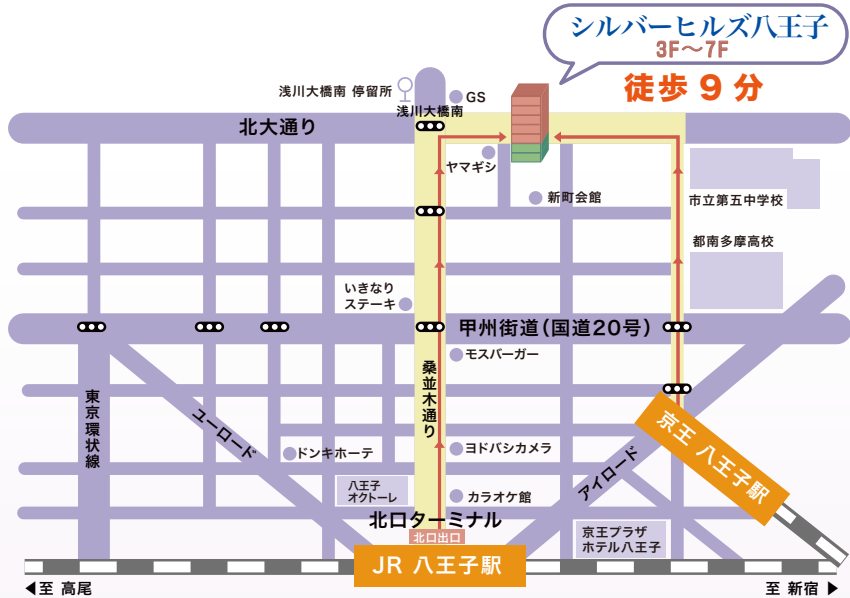 シルバーヒルズ八王子
3F〜7F
徒歩 9 分
浅川大橋南 停留所
GS
浅川大橋南
北大通り
ヤマギシ
新町会館
市立第五中学校
都南多摩高校
いきなり
ステーキ
甲州街道(国道20号)
モスバーガー
桑並木通り
東京環状線
ユーロード
ドンキホーテ
ヨドバシカメラ
アイロード
京王 八王子駅
八王子
オクトーレ
カラオケ館
北口ターミナル
北口出口
京王プラザ
ホテル八王子
JR 八王子駅
◀至 高尾
至 新宿 ▶